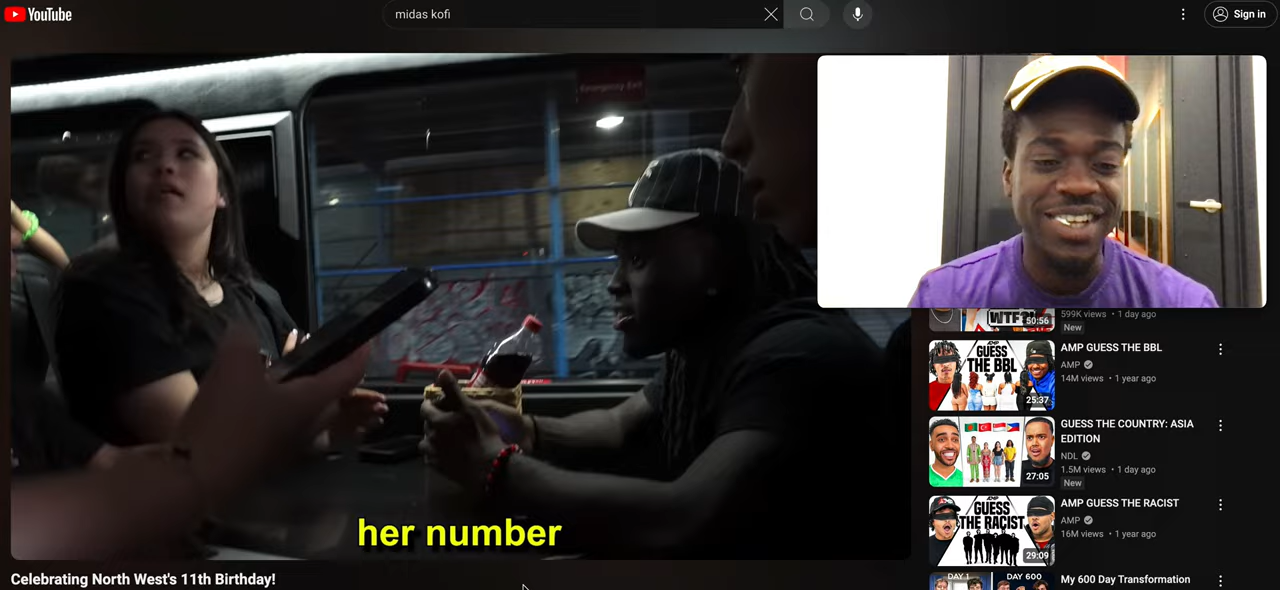 YouTube
midas kofi
Sign in
Emergency Exit
her number
Celebrating North West's 11th Birthday!
WTF?!
50:56
599K views • 1 day ago
New
AMP
GUESS
THE BBL
25:37
AMP GUESS THE BBL
AMP
14M views • 1 year ago
27:05
GUESS THE COUNTRY: ASIA
EDITION
NDL
1.5M views • 1 day ago
New
AMP
GUESS
THE RACIST
29:09
AMP GUESS THE RACIST
AMP
16M views • 1 year ago
DAY 1
DAY 600
My 600 Day Transformation